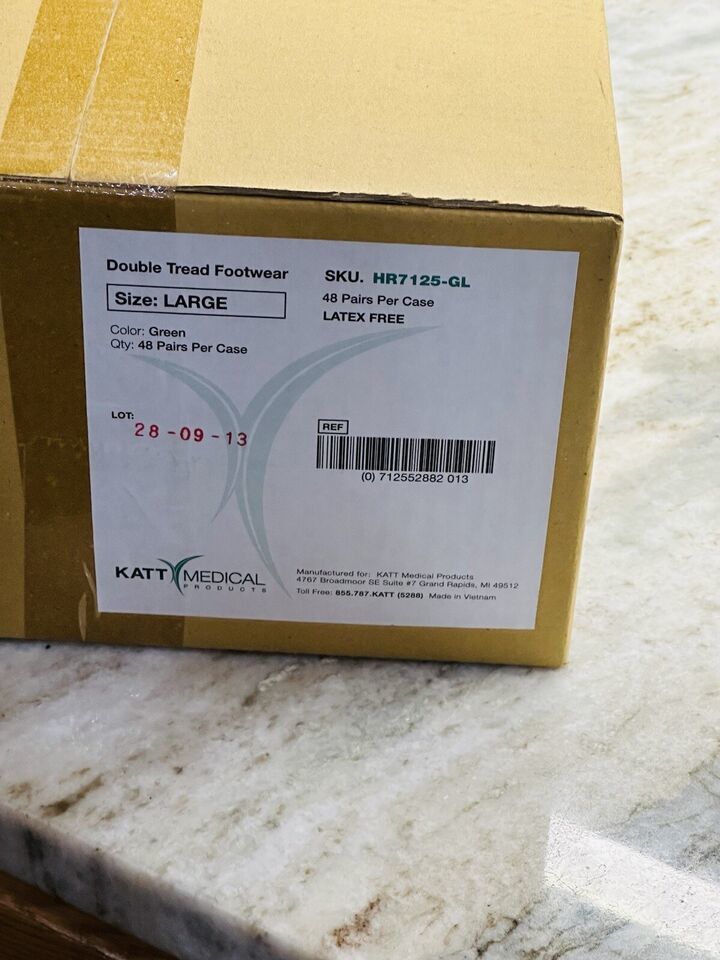 Double Tread Footwear
Size: LARGE
Color: Green
Qty: 48 Pairs Per Case
SKU. HR7125-GL
48 Pairs Per Case
LATEX FREE
LOT:
28-09-13
REF
(0) 712552882 013
KATT MEDICAL
PRODUCTS
Manufactured for: KATT Medical Products
4767 Broadmoor SE Suite #7 Grand Rapids, MI 49512
Toll Free: 855.787.KATT (5288) Made in Vietnam